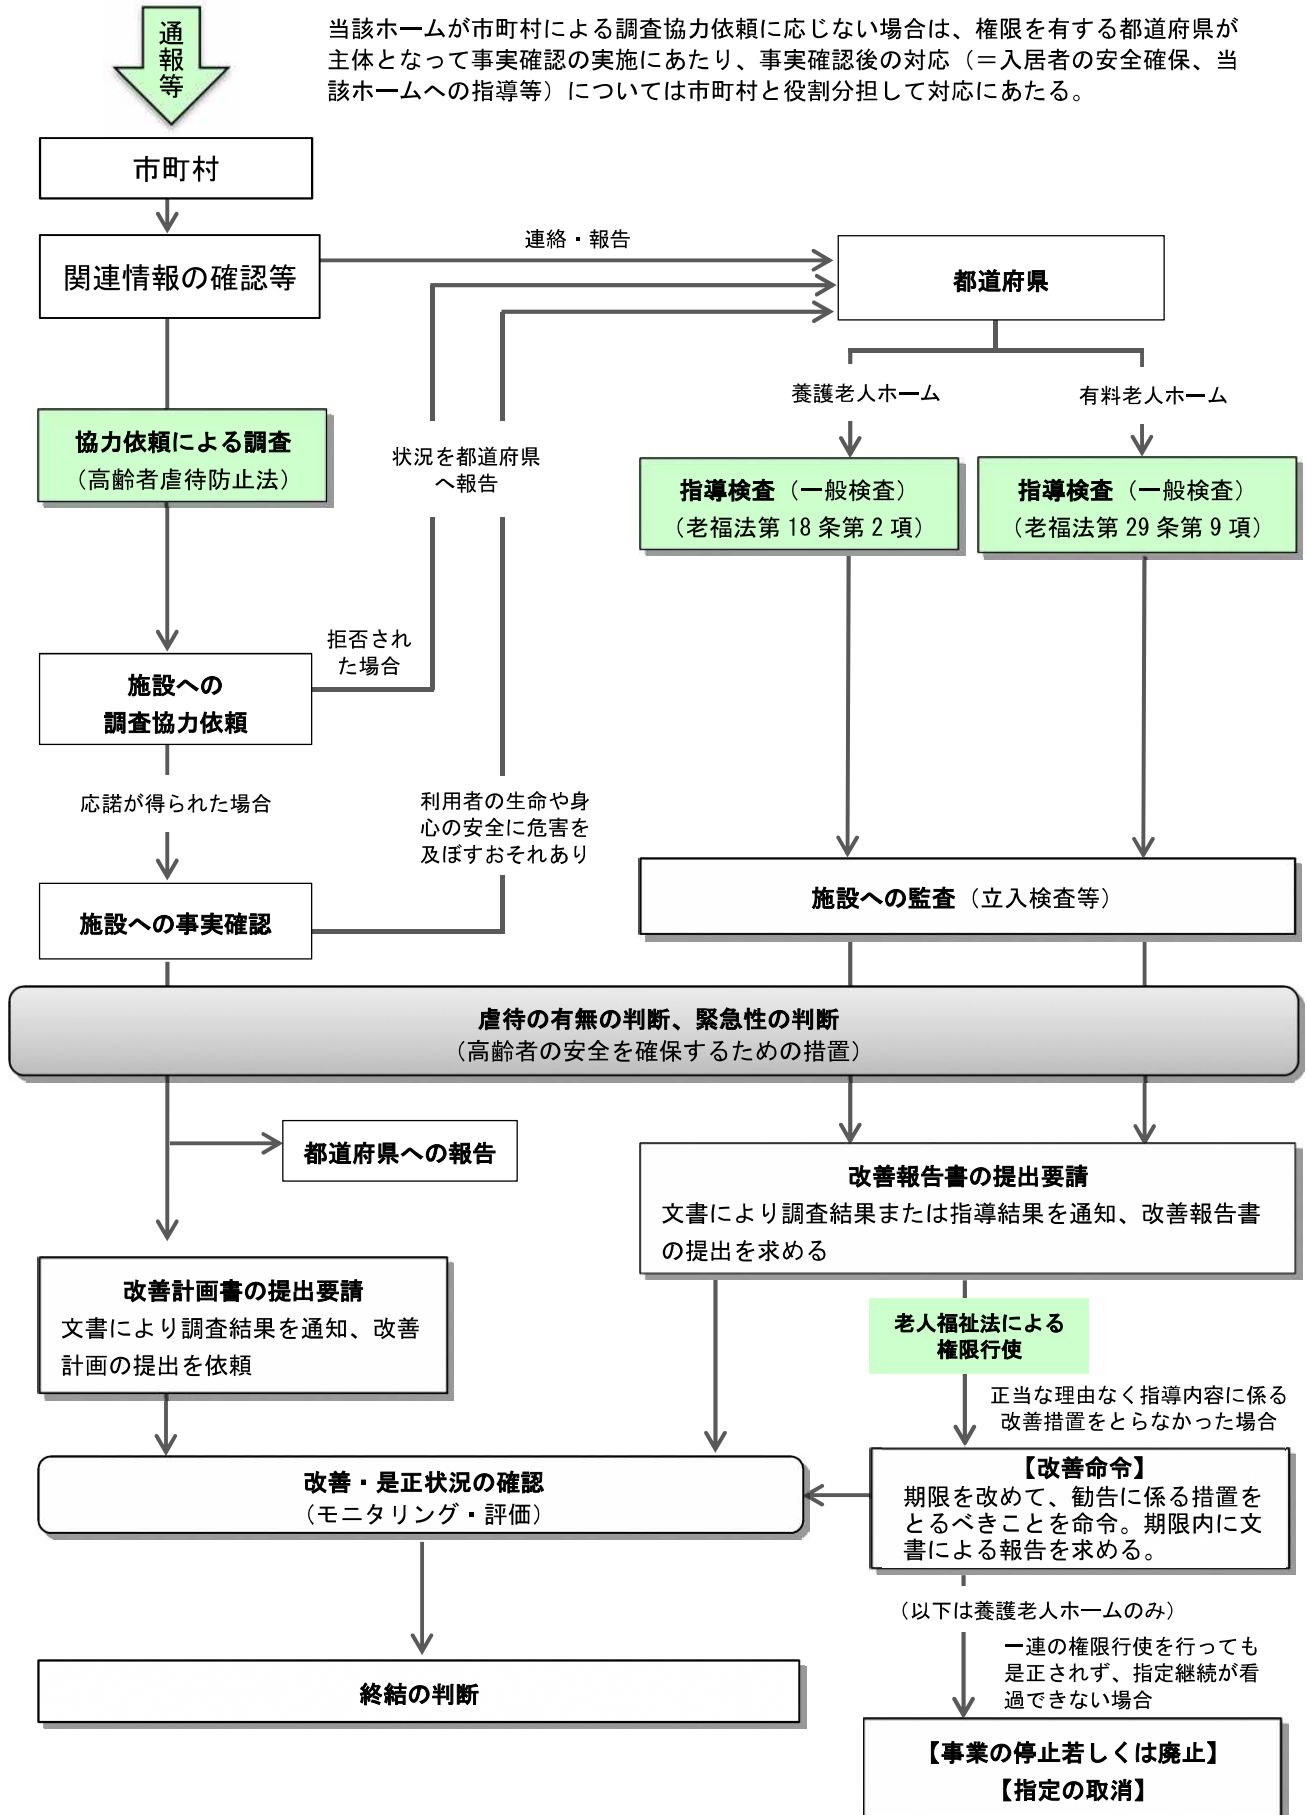 通報等
当該ホームが市町村による調査協力依頼に応じない場合は、権限を有する都道府県が
主体となって事実確認の実施にあたり、事実確認後の対応（＝入居者の安全確保、当
該ホームへの指導等）については市町村と役割分担して対応にあたる。
市町村
関連情報の確認等
連絡・報告
都道府県
養護老人ホーム
有料老人ホーム
協力依頼による調査
（高齢者虐待防止法）
状況を都道府県
へ報告
指導検査（一般検査）
（老福法第 18 条第 2 項）
指導検査（一般検査）
（老福法第 29 条第 9 項）
拒否され
た場合
施設への
調査協力依頼
応諾が得られた場合
利用者の生命や身
心の安全に危害を
及ぼすおそれあり
施設への事実確認
施設への監査（立入検査等）
虐待の有無の判断、緊急性の判断
（高齢者の安全を確保するための措置）
都道府県への報告
改善報告書の提出要請
文書により調査結果または指導結果を通知、改善報告書
の提出を求める
改善計画書の提出要請
文書により調査結果を通知、改善
計画の提出を依頼
老人福祉法による
権限行使
正当な理由なく指導内容に係る
改善措置をとらなかった場合
改善・是正状況の確認
（モニタリング・評価）
【改善命令】
期限を改めて、勧告に係る措置を
とるべきことを命令。期限内に文
書による報告を求める。
（以下は養護老人ホームのみ）
一連の権限行使を行っても
是正されず、指定継続が看
過できない場合
終結の判断
【事業の停止若しくは廃止】
【指定の取消】